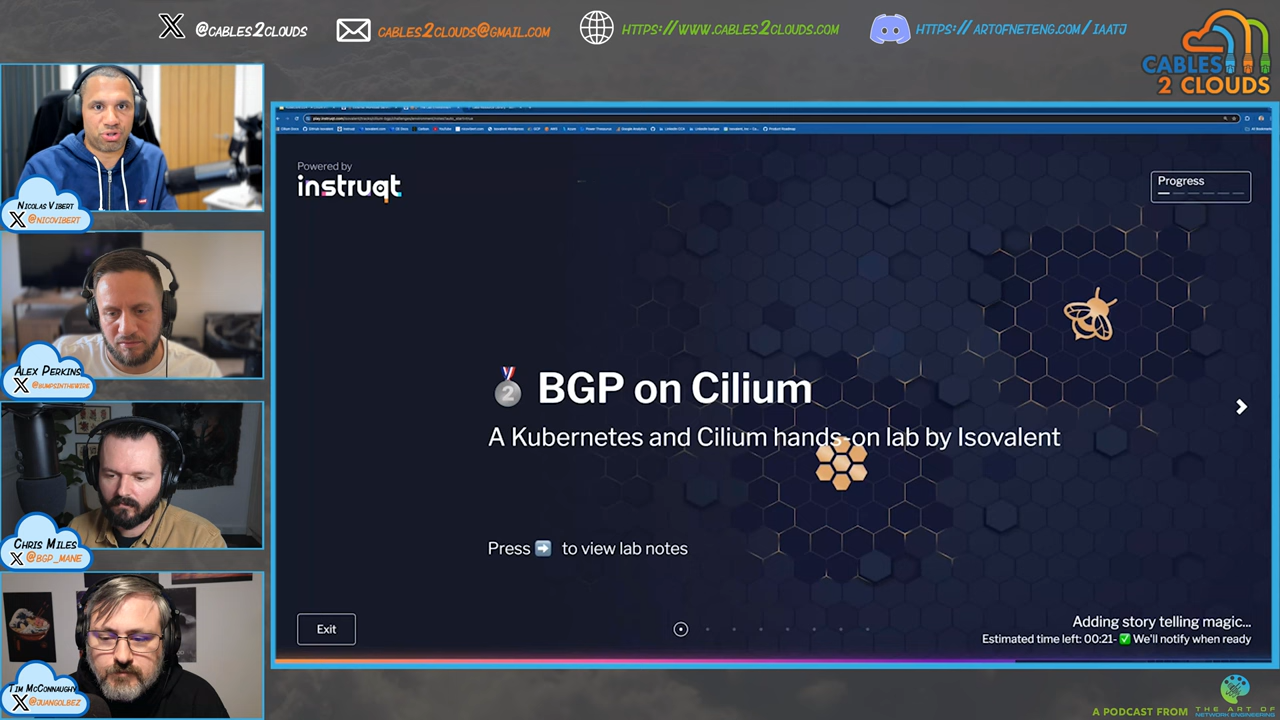 @CABLES2CLOUDS
CABLES2CLOUDS@GMAIL.COM
HTTPS://WWW.CABLES2CLOUDS.COM
HTTPS://ARTOFNETENG.COM/IAATJ
CABLES
2 CLOUDS
NICOLAS VIBERT
@NICOVIBERT
ALEX PERKINS
@BUMPSINTHEWIRE
CHRIS MILES
@BGP_MANE
TIM MCCONNAUGHY
@JUANGOLBEZ
Powered by
instruqt
Progress
2
BGP on Cilium
A Kubernetes and Cilium hands-on lab by Isovalent
Press ➡ to view lab notes
Exit
Adding story telling magic...
Estimated time left: 00:21- ✅ We'll notify when ready
A PODCAST FROM
THE ART OF
NETWORK ENGINEERING